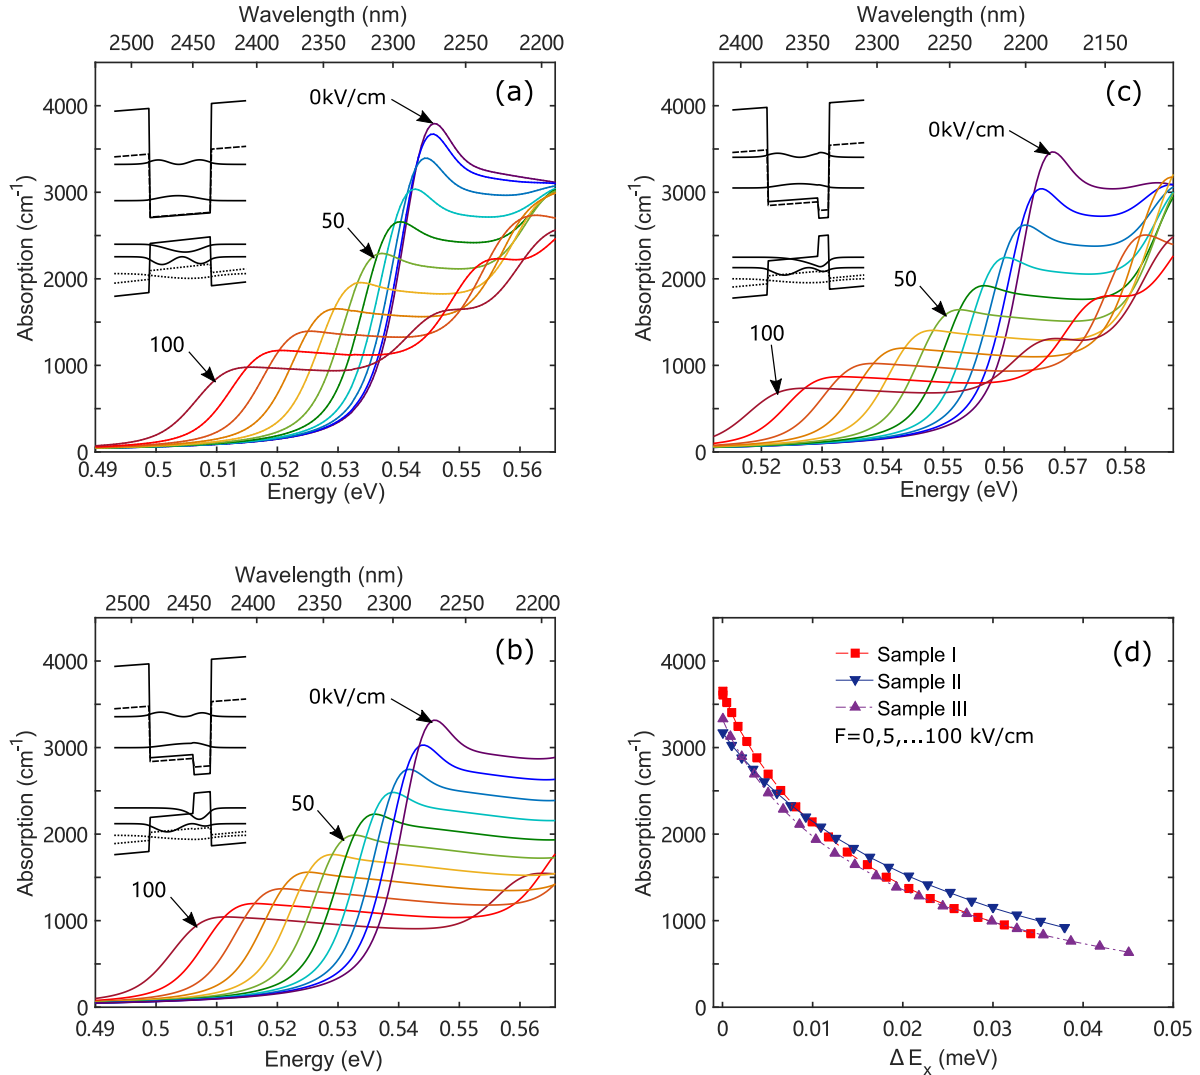 Wavelength (nm)
2500 2450 2400 2350 2300 2250 2200
(a)
0kV/cm
50
100
Absorption (cm⁻¹)
4000
3000
2000
1000
0
0.49 0.5 0.51 0.52 0.53 0.54 0.55 0.56
Energy (eV)
Wavelength (nm)
2400 2350 2300 2250 2200 2150
(c)
0kV/cm
50
100
Absorption (cm⁻¹)
4000
3000
2000
1000
0
0.52 0.53 0.54 0.55 0.56 0.57 0.58
Energy (eV)
Wavelength (nm)
2500 2450 2400 2350 2300 2250 2200
(b)
0kV/cm
50
100
Absorption (cm⁻¹)
4000
3000
2000
1000
0
0.49 0.5 0.51 0.52 0.53 0.54 0.55 0.56
Energy (eV)
(d)
Sample I
Sample II
Sample III
F=0,5,...100 kV/cm
Absorption (cm⁻¹)
4000
3000
2000
1000
0
0 0.01 0.02 0.03 0.04 0.05
Δ Eₓ (meV)